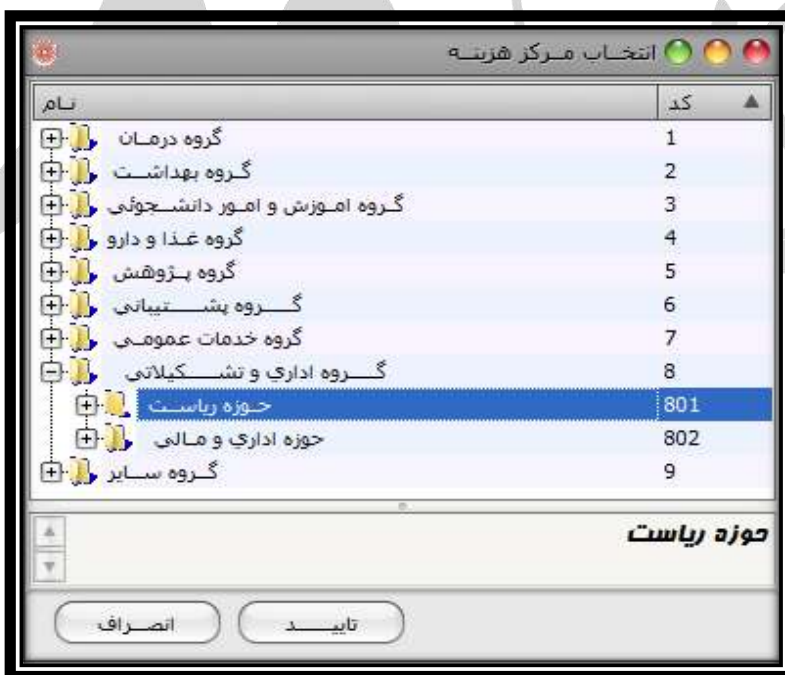 انتخاب مرکز هزینه
کد نام
1 گروه درمان
2 گروه بهداشت
3 گروه اموزش و امور دانشجوئی
4 گروه غذا و دارو
5 گروه پژوهش
6 گروه پشتیبانی
7 گروه خدمات عمومی
8 گروه اداري و تشکیلاتی
801 حوزه ریاست
802 حوزه اداري و مالی
9 گروه سایر
حوزه ریاست
تایید انصراف